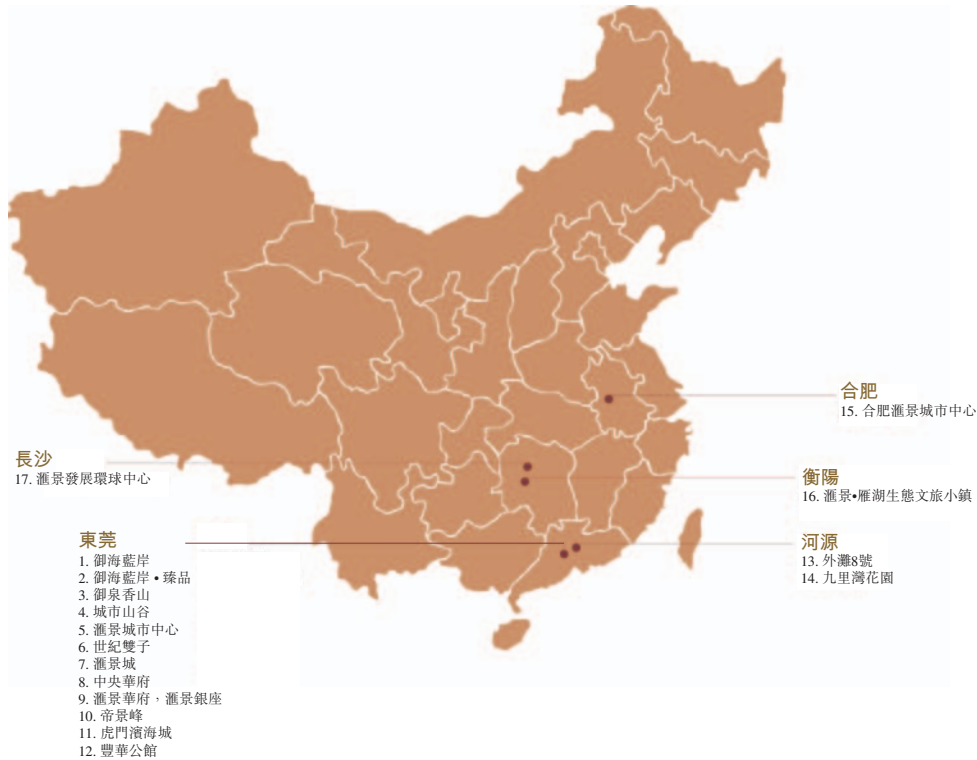 合肥
15. 合肥滙景城市中心
長沙
17. 滙景發展環球中心
衡陽
16. 滙景•雁湖生態文旅小鎮
東莞
1. 御海藍岸
2. 御海藍岸 • 臻品
3. 御泉香山
4. 城市山谷
5. 滙景城市中心
6. 世紀雙子
7. 滙景城
8. 中央華府
9. 滙景華府，滙景銀座
10. 帝景峰
11. 虎門濱海城
12. 豐華公館
河源
13. 外灘8號
14. 九里灣花園